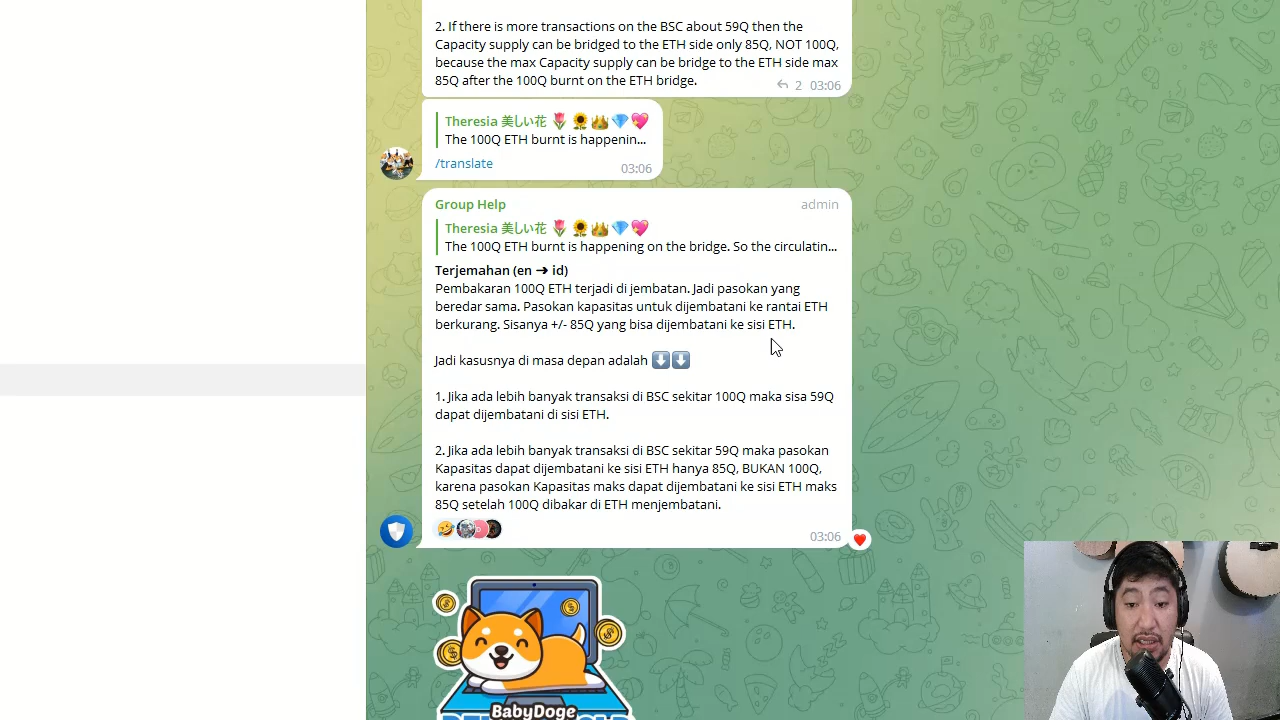 2. If there is more transactions on the BSC about 59Q then the
Capacity supply can be bridged to the ETH side only 85Q, NOT 100Q,
because the max Capacity supply can be bridge to the ETH side max
85Q after the 100Q burnt on the ETH bridge.
2 03:06
Theresia 美しい花 🌷 🌻 👑 💎 💖
The 100Q ETH burnt is happenin...
/translate
03:06
Group Help admin
Theresia 美しい花 🌷 🌻 👑 💎 💖
The 100Q ETH burnt is happening on the bridge. So the circulatin...
Terjemahan (en ➜ id)
Pembakaran 100Q ETH terjadi di jembatan. Jadi pasokan yang
beredar sama. Pasokan kapasitas untuk dijembatani ke rantai ETH
berkurang. Sisanya +/- 85Q yang bisa dijembatani ke sisi ETH.
Jadi kasusnya di masa depan adalah ⬇️⬇️
1. Jika ada lebih banyak transaksi di BSC sekitar 100Q maka sisa 59Q
dapat dijembatani di sisi ETH.
2. Jika ada lebih banyak transaksi di BSC sekitar 59Q maka pasokan
Kapasitas dapat dijembatani ke sisi ETH hanya 85Q, BUKAN 100Q,
karena pasokan Kapasitas maks dapat dijembatani ke sisi ETH maks
85Q setelah 100Q dibakar di ETH menjembatani.
03:06
BabyDoge